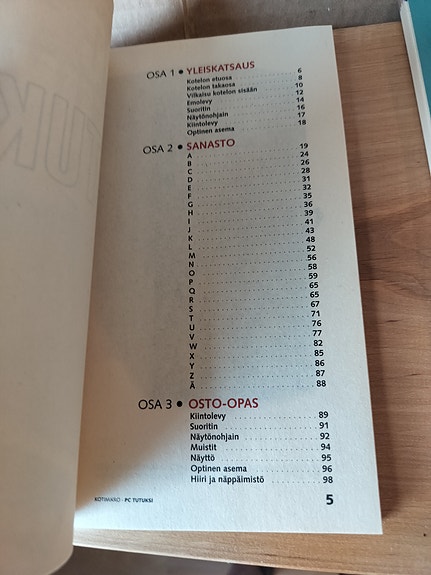 OSA 1 • YLEISKATSAUS
Kotelon etuosa 6
Kotelon takaosa 8
Vilkaisu kotelon sisään 10
Emolevy 12
Suoritin 14
Näytönohjain 16
Kiintolevy 17
Optinen asema 18
OSA 2 • SANASTO
A 19
B 24
C 26
D 28
E 31
F 32
G 35
H 36
I 39
J 41
K 43
L 48
M 52
N 56
O 58
P 59
Q 65
R 65
S 67
T 71
U 76
V 77
W 82
X 85
Y 86
Z 87
Ä 88
OSA 3 • OSTO-OPAS
Kiintolevy 89
Suoritin 91
Näytönohjain 92
Muistit 94
Näyttö 95
Optinen asema 96
Hiiri ja näppäimistö 98
KOTIMIKRO - PC TUTUKSI 5